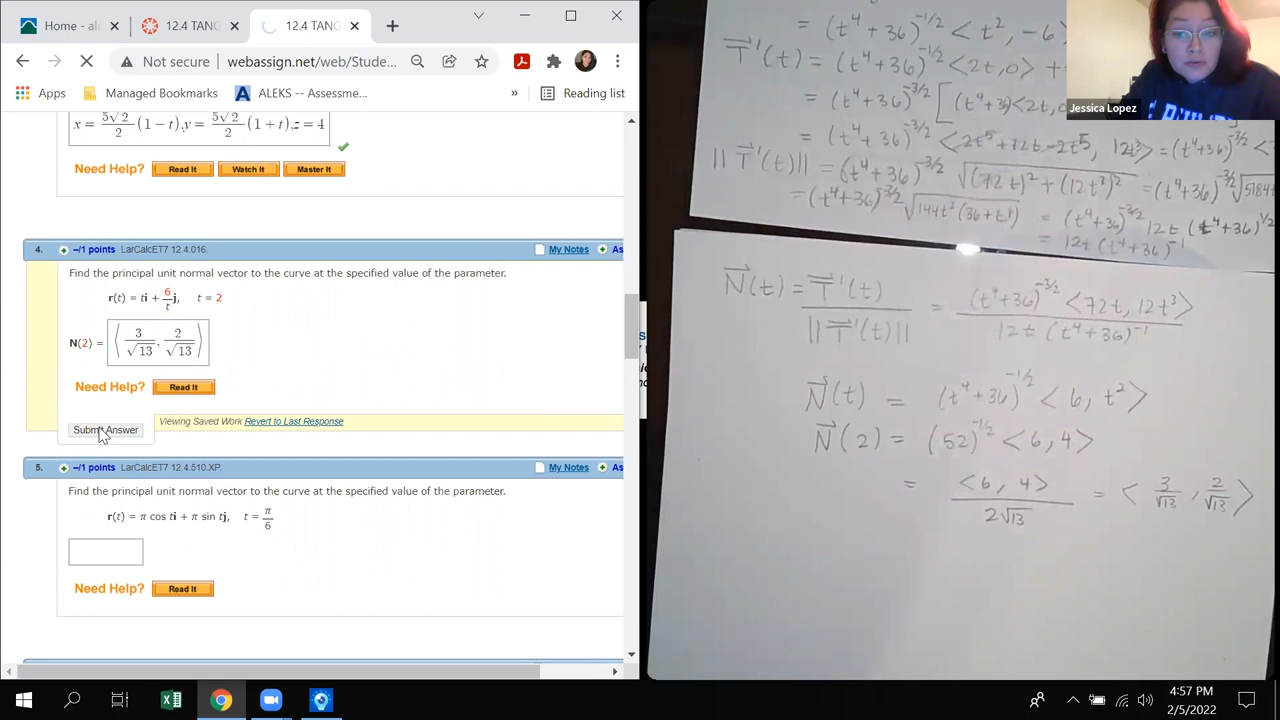 Home - al
12.4 TANG
12.4 TANG
Not secure | webassign.net/web/Stude...
Apps Managed Bookmarks ALEKS -- Assessme... » Reading list
x = 5√2/2 (1 − t), y = 5√2/2 (1 + t), z = 4
Need Help? Read It Watch It Master It
4. –/1 points LarCalcET7 12.4.016. My Notes As
Find the principal unit normal vector to the curve at the specified value of the parameter.
r(t) = ti + 6/t j, t = 2
N(2) = ⟨3/√13, 2/√13⟩
Need Help? Read It
Submit Answer Viewing Saved Work Revert to Last Response
5. –/1 points LarCalcET7 12.4.510.XP. My Notes As
Find the principal unit normal vector to the curve at the specified value of the parameter.
r(t) = π cos ti + π sin tj, t = π/6
Need Help? Read It
= (t⁴+36)^(-1/2) < t², -6
T'(t) = (t⁴+36)^(-1/2) <2t, 0> +
= (t⁴+36)^(-3/2) [(t⁴+36)<2t, 0
= (t⁴+36)^(-3/2) <2t⁵+72t-2t⁵, 12t³> = (t⁴+36)^(-3/2) <
||T'(t)|| = (t⁴+36)^(-3/2) √((72t)²+(12t³)²) = (t⁴+36)^(-3/2) √5184t
= (t⁴+36)^(-3/2) √(144t²(36+t⁴)) = (t⁴+36)^(-3/2) 12t (t⁴+36)^(1/2)
= 12t (t⁴+36)^(-1)
N(t) = T'(t)/||T'(t)|| = (t⁴+36)^(-3/2) <72t, 12t³> / 12t (t⁴+36)^(-1)
N(t) = (t⁴+36)^(-1/2) <6, t²>
N(2) = (52)^(-1/2) <6, 4>
= <6, 4>/2√13 = <3/√13, 2/√13>
Jessica Lopez
4:57 PM
2/5/2022